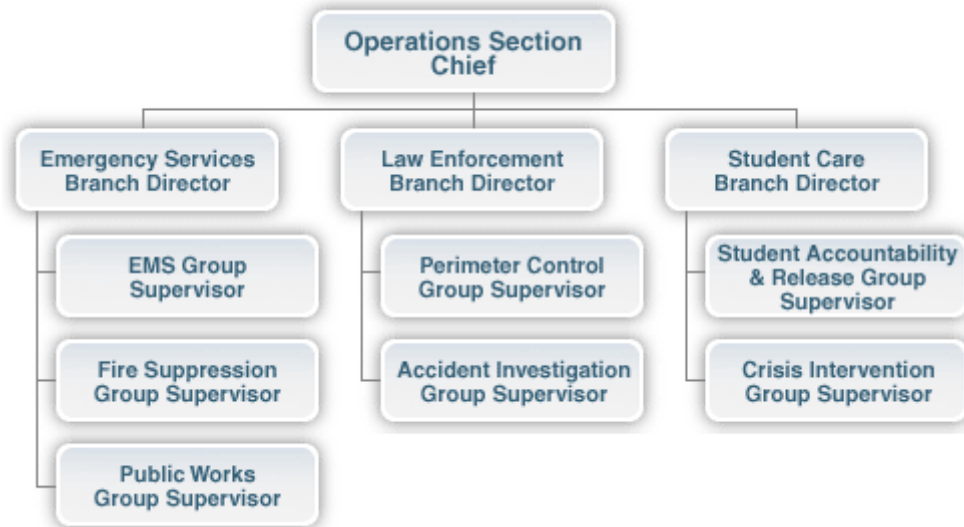 Operations Section
Chief
Emergency Services
Branch Director
EMS Group
Supervisor
Fire Suppression
Group Supervisor
Public Works
Group Supervisor
Law Enforcement
Branch Director
Perimeter Control
Group Supervisor
Accident Investigation
Group Supervisor
Student Care
Branch Director
Student Accountability
& Release Group
Supervisor
Crisis Intervention
Group Supervisor